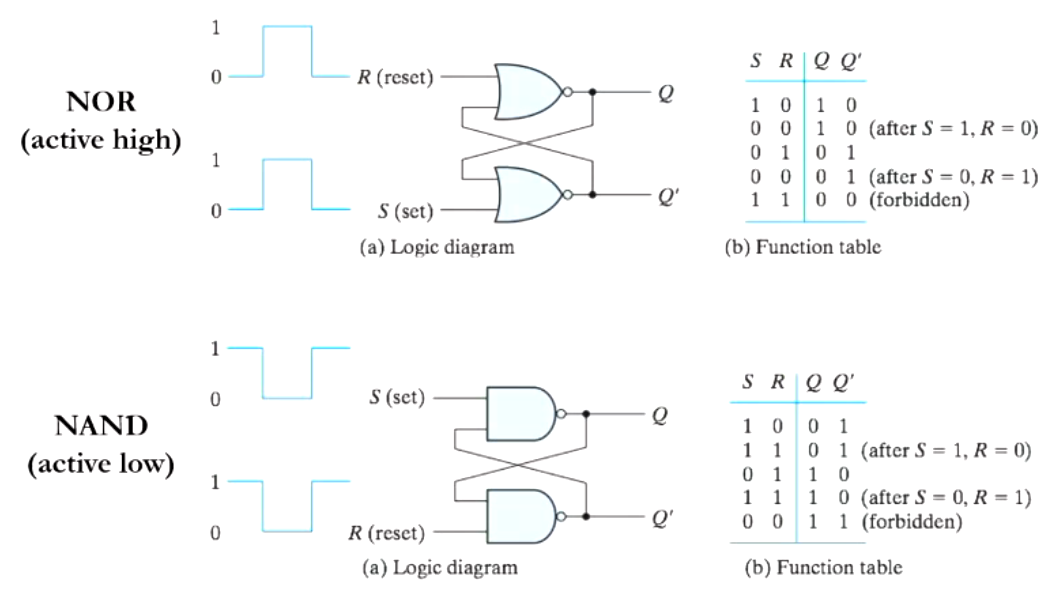 1
0
R (reset)
Q
NOR
(active high)
1
0
S (set)
Q'
(a) Logic diagram
S R Q Q'
1 0 1 0
0 0 1 0 (after S = 1, R = 0)
0 1 0 1
0 0 0 1 (after S = 0, R = 1)
1 1 0 0 (forbidden)
(b) Function table
1
0
S (set)
Q
NAND
(active low)
1
0
R (reset)
Q'
(a) Logic diagram
S R Q Q'
1 0 0 1
1 1 0 1 (after S = 1, R = 0)
0 1 1 0
1 1 1 0 (after S = 0, R = 1)
0 0 1 1 (forbidden)
(b) Function table